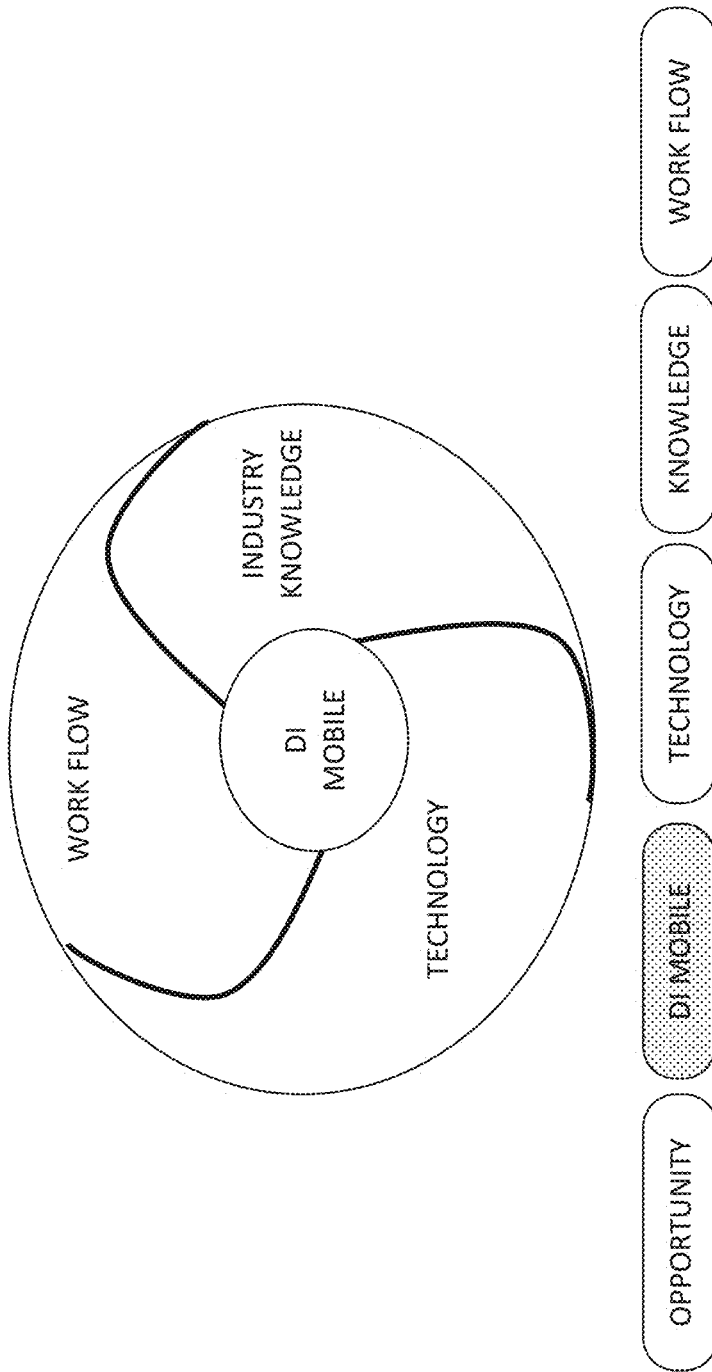 WORK FLOW
INDUSTRY
KNOWLEDGE
DI
MOBILE
TECHNOLOGY
OPPORTUNITY
DI MOBILE
TECHNOLOGY
KNOWLEDGE
WORK FLOW